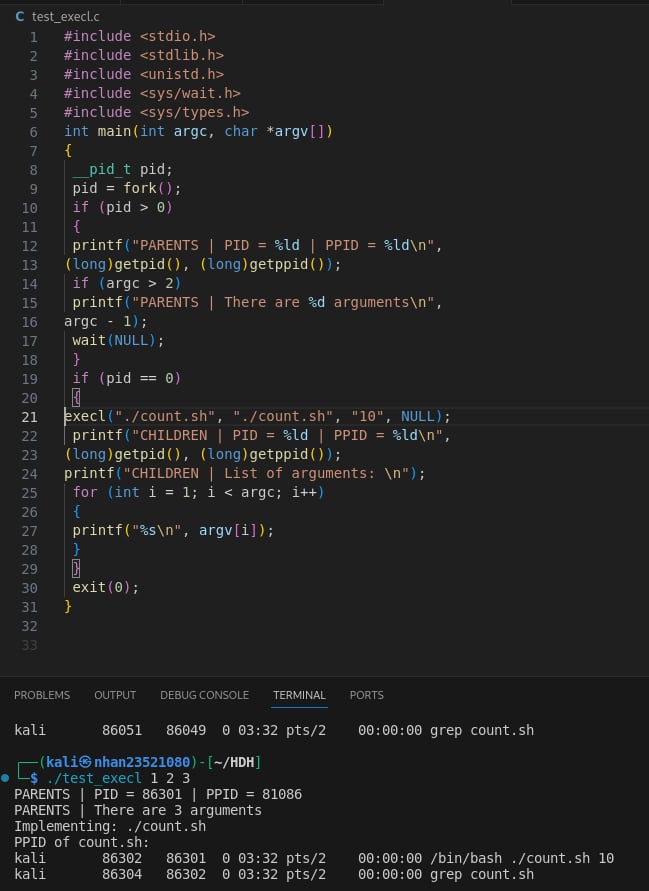 C test_execl.c
1 #include <stdio.h>
2 #include <stdlib.h>
3 #include <unistd.h>
4 #include <sys/wait.h>
5 #include <sys/types.h>
6 int main(int argc, char *argv[])
7 {
8 __pid_t pid;
9 pid = fork();
10 if (pid > 0)
11 {
12 printf("PARENTS | PID = %ld | PPID = %ld\n",
13 (long)getpid(), (long)getppid());
14 if (argc > 2)
15 printf("PARENTS | There are %d arguments\n",
16 argc - 1);
17 wait(NULL);
18 }
19 if (pid == 0)
20 {
21 execl("./count.sh", "./count.sh", "10", NULL);
22 printf("CHILDREN | PID = %ld | PPID = %ld\n",
23 (long)getpid(), (long)getppid());
24 printf("CHILDREN | List of arguments: \n");
25 for (int i = 1; i < argc; i++)
26 {
27 printf("%s\n", argv[i]);
28 }
29 }
30 exit(0);
31 }
32
33
PROBLEMS OUTPUT DEBUG CONSOLE TERMINAL PORTS
kali 86051 86049 0 03:32 pts/2 00:00:00 grep count.sh
┌──(kali㉿nhan23521080)-[~/HDH]
└─$ ./test_execl 1 2 3
PARENTS | PID = 86301 | PPID = 81086
PARENTS | There are 3 arguments
Implementing: ./count.sh
PPID of count.sh:
kali 86302 86301 0 03:32 pts/2 00:00:00 /bin/bash ./count.sh 10
kali 86304 86302 0 03:32 pts/2 00:00:00 grep count.sh